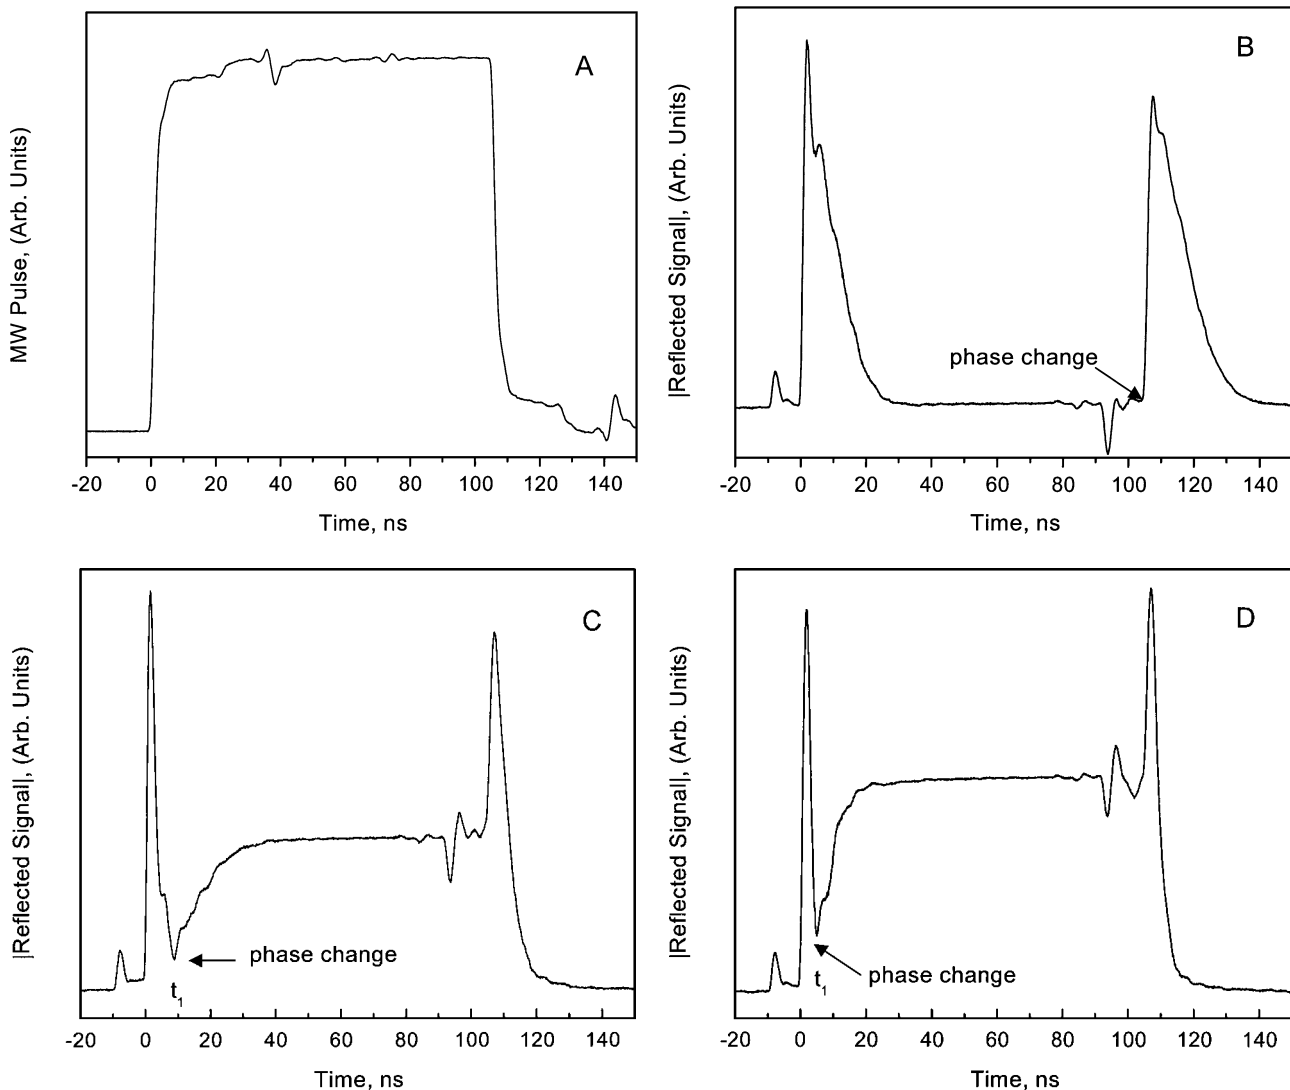 A
MW Pulse, (Arb. Units)
-20 0 20 40 60 80 100 120 140
Time, ns
B
|Reflected Signal|, (Arb. Units)
phase change
-20 0 20 40 60 80 100 120 140
Time, ns
C
|Reflected Signal|, (Arb. Units)
phase change
t1
-20 0 20 40 60 80 100 120 140
Time, ns
D
|Reflected Signal|, (Arb. Units)
phase change
t1
-20 0 20 40 60 80 100 120 140
Time, ns